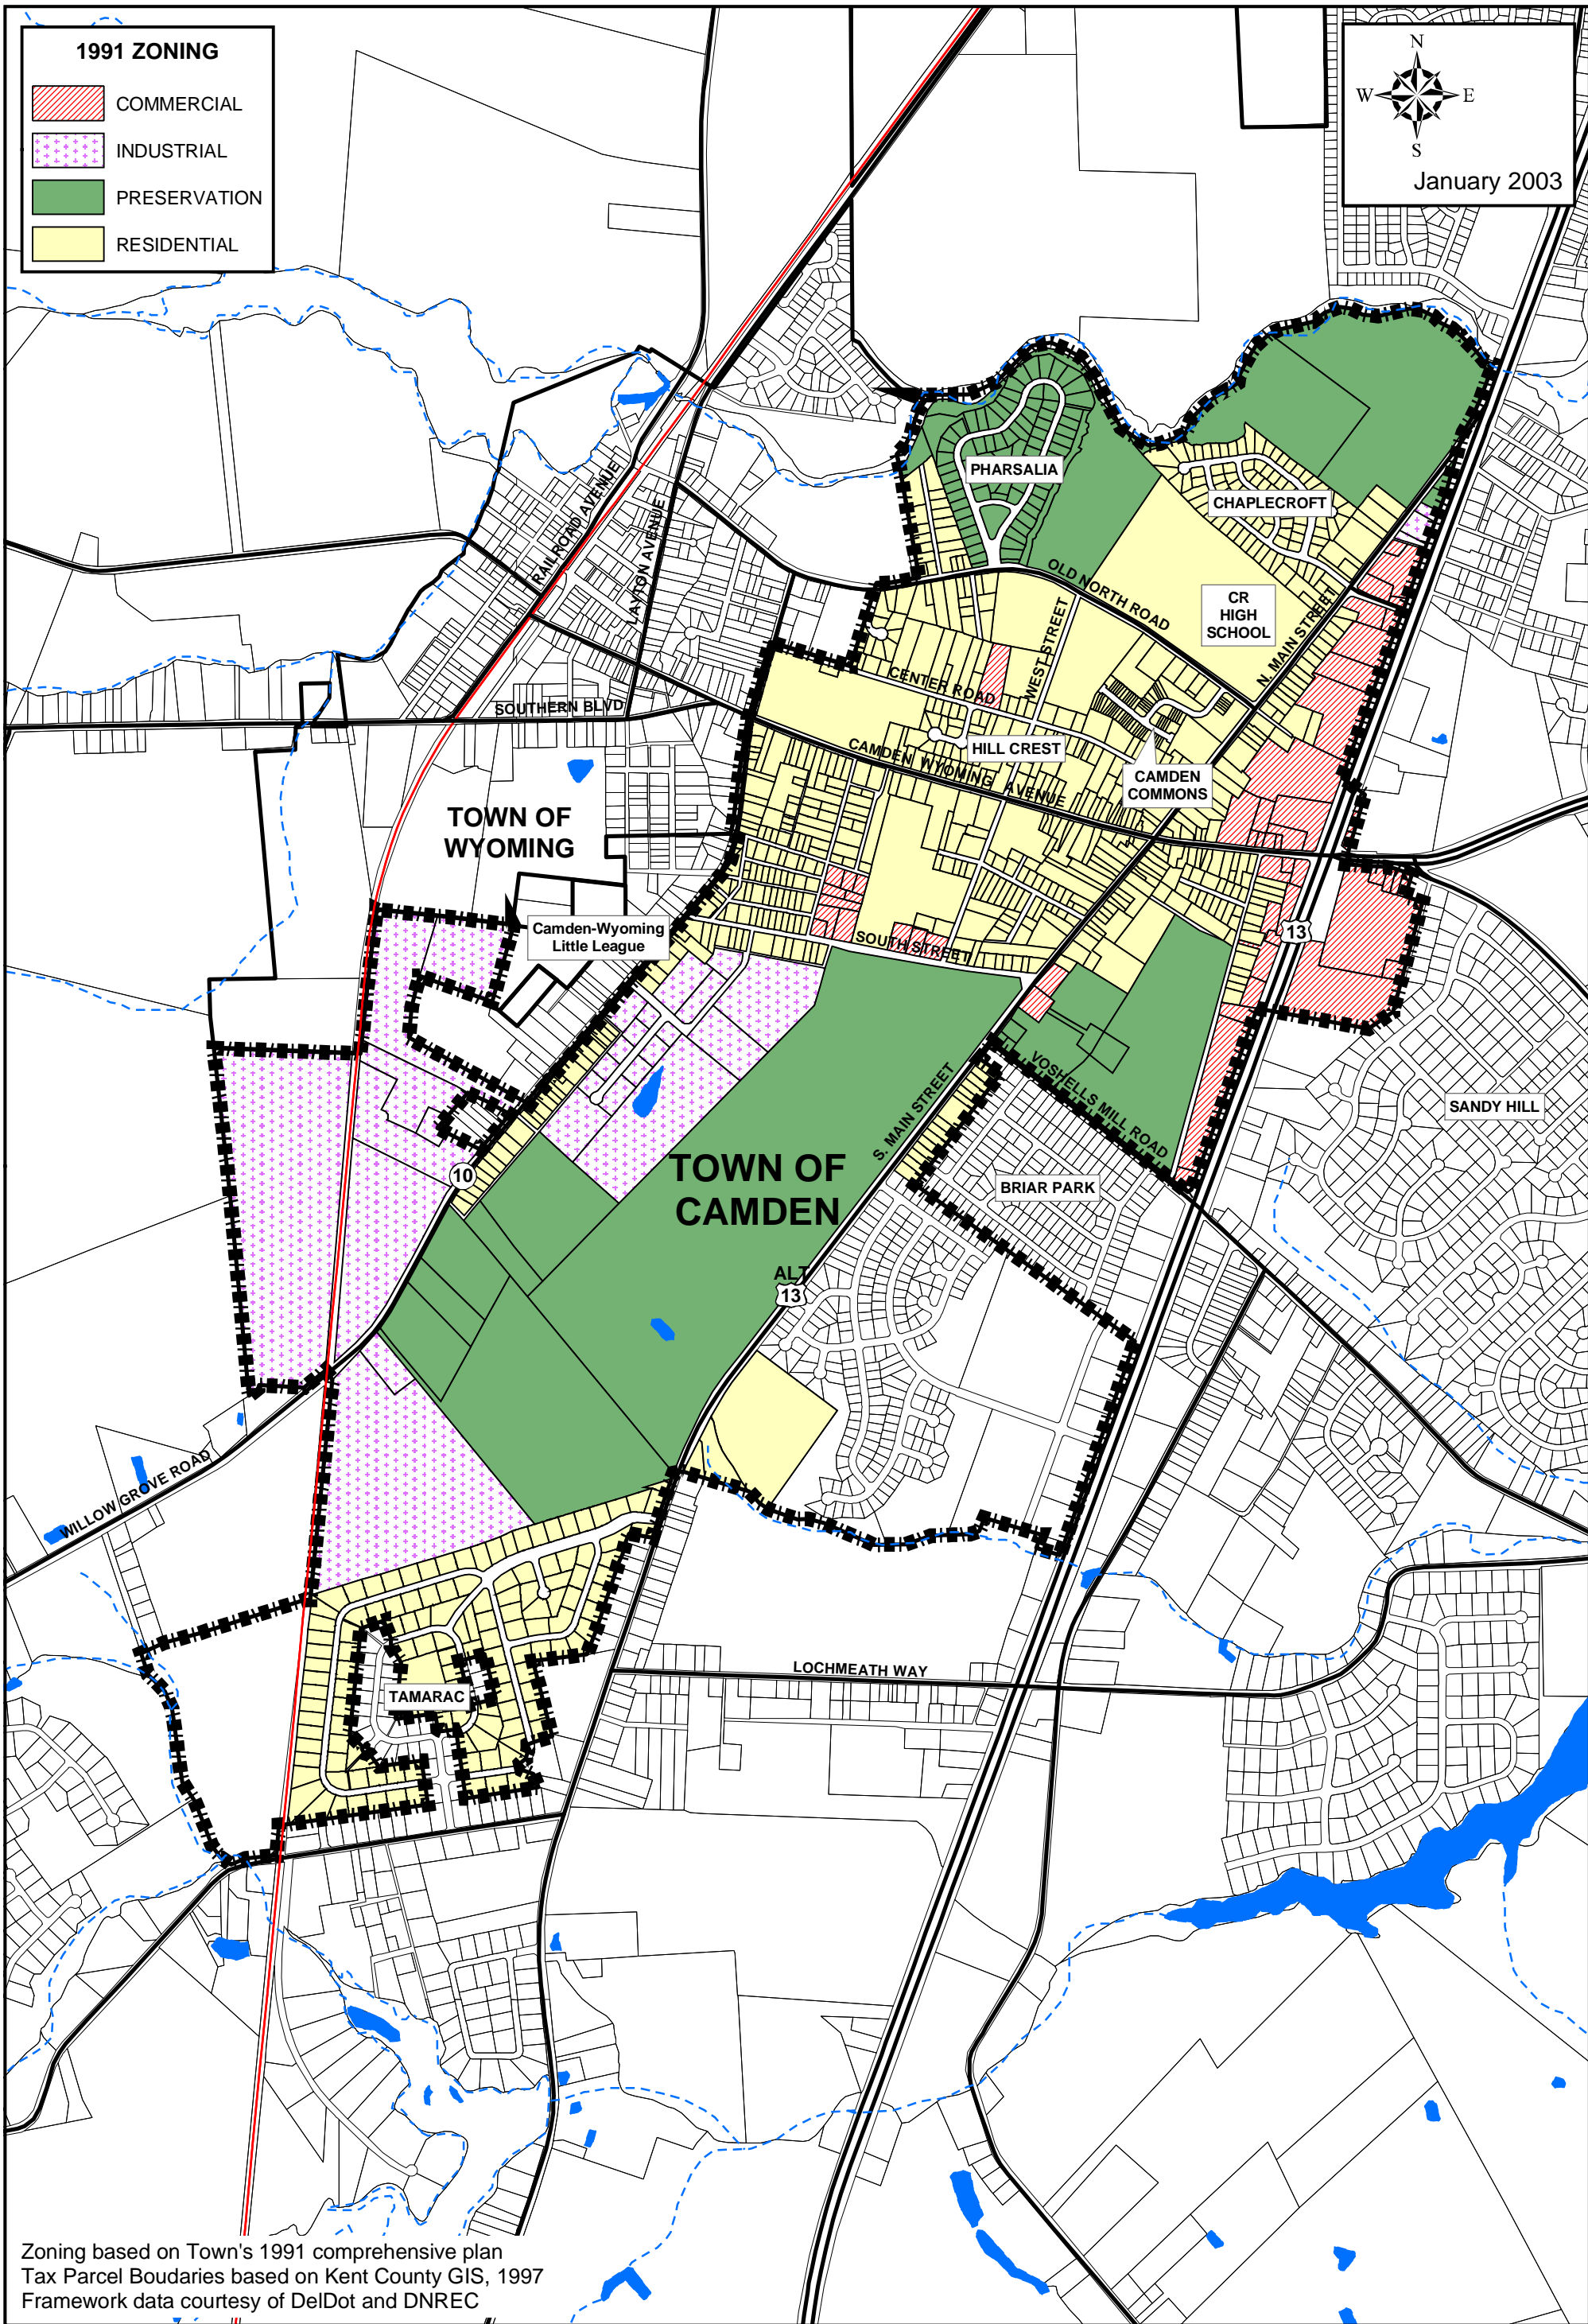 1991 ZONING
COMMERCIAL
INDUSTRIAL
PRESERVATION
RESIDENTIAL
N
W
E
S
January 2003
PHARSALIA
CHAPLECROFT
RAILROAD AVENUE
LAYTON AVENUE
OLD NORTH ROAD
CR
HIGH
SCHOOL
WEST STREET
N. MAIN STREET
CENTER ROAD
SOUTHERN BLVD
HILL CREST
CAMDEN WYOMING AVENUE
CAMDEN
COMMONS
TOWN OF
WYOMING
Camden-Wyoming
Little League
SOUTH STREET
13
VOSHELLS MILL ROAD
S. MAIN STREET
SANDY HILL
10
TOWN OF
CAMDEN
BRIAR PARK
ALT
13
WILLOW GROVE ROAD
LOCHMEATH WAY
TAMARAC
Zoning based on Town's 1991 comprehensive plan
Tax Parcel Boudaries based on Kent County GIS, 1997
Framework data courtesy of DelDot and DNREC